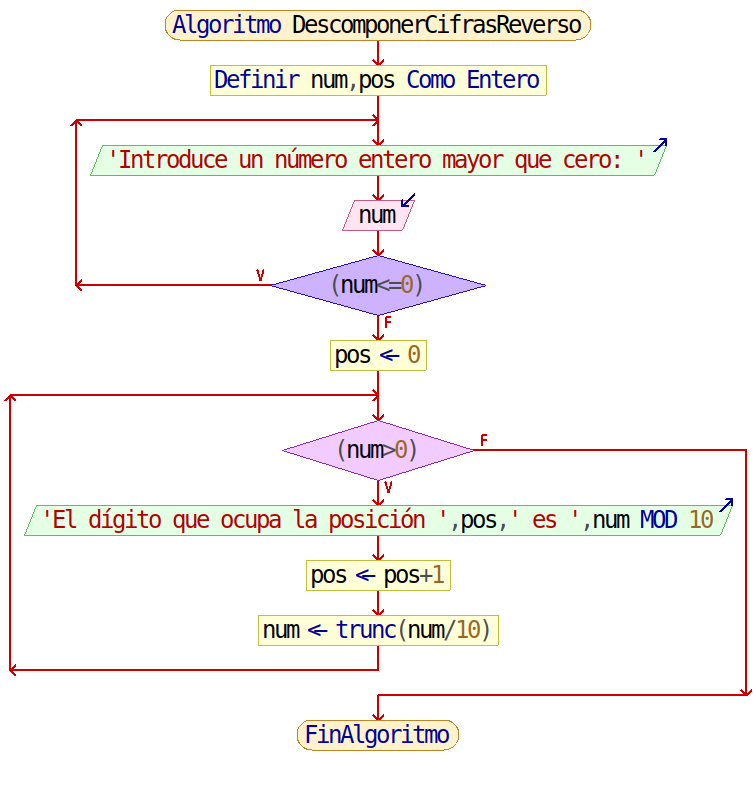 Algoritmo DescomponerCifrasReverso
Definir num,pos Como Entero
'Introduce un número entero mayor que cero: '
num
V
(num<=0)
F
pos <- 0
(num>0)
F
V
'El dígito que ocupa la posición ',pos,' es ',num MOD 10
pos <- pos+1
num <- trunc(num/10)
FinAlgoritmo